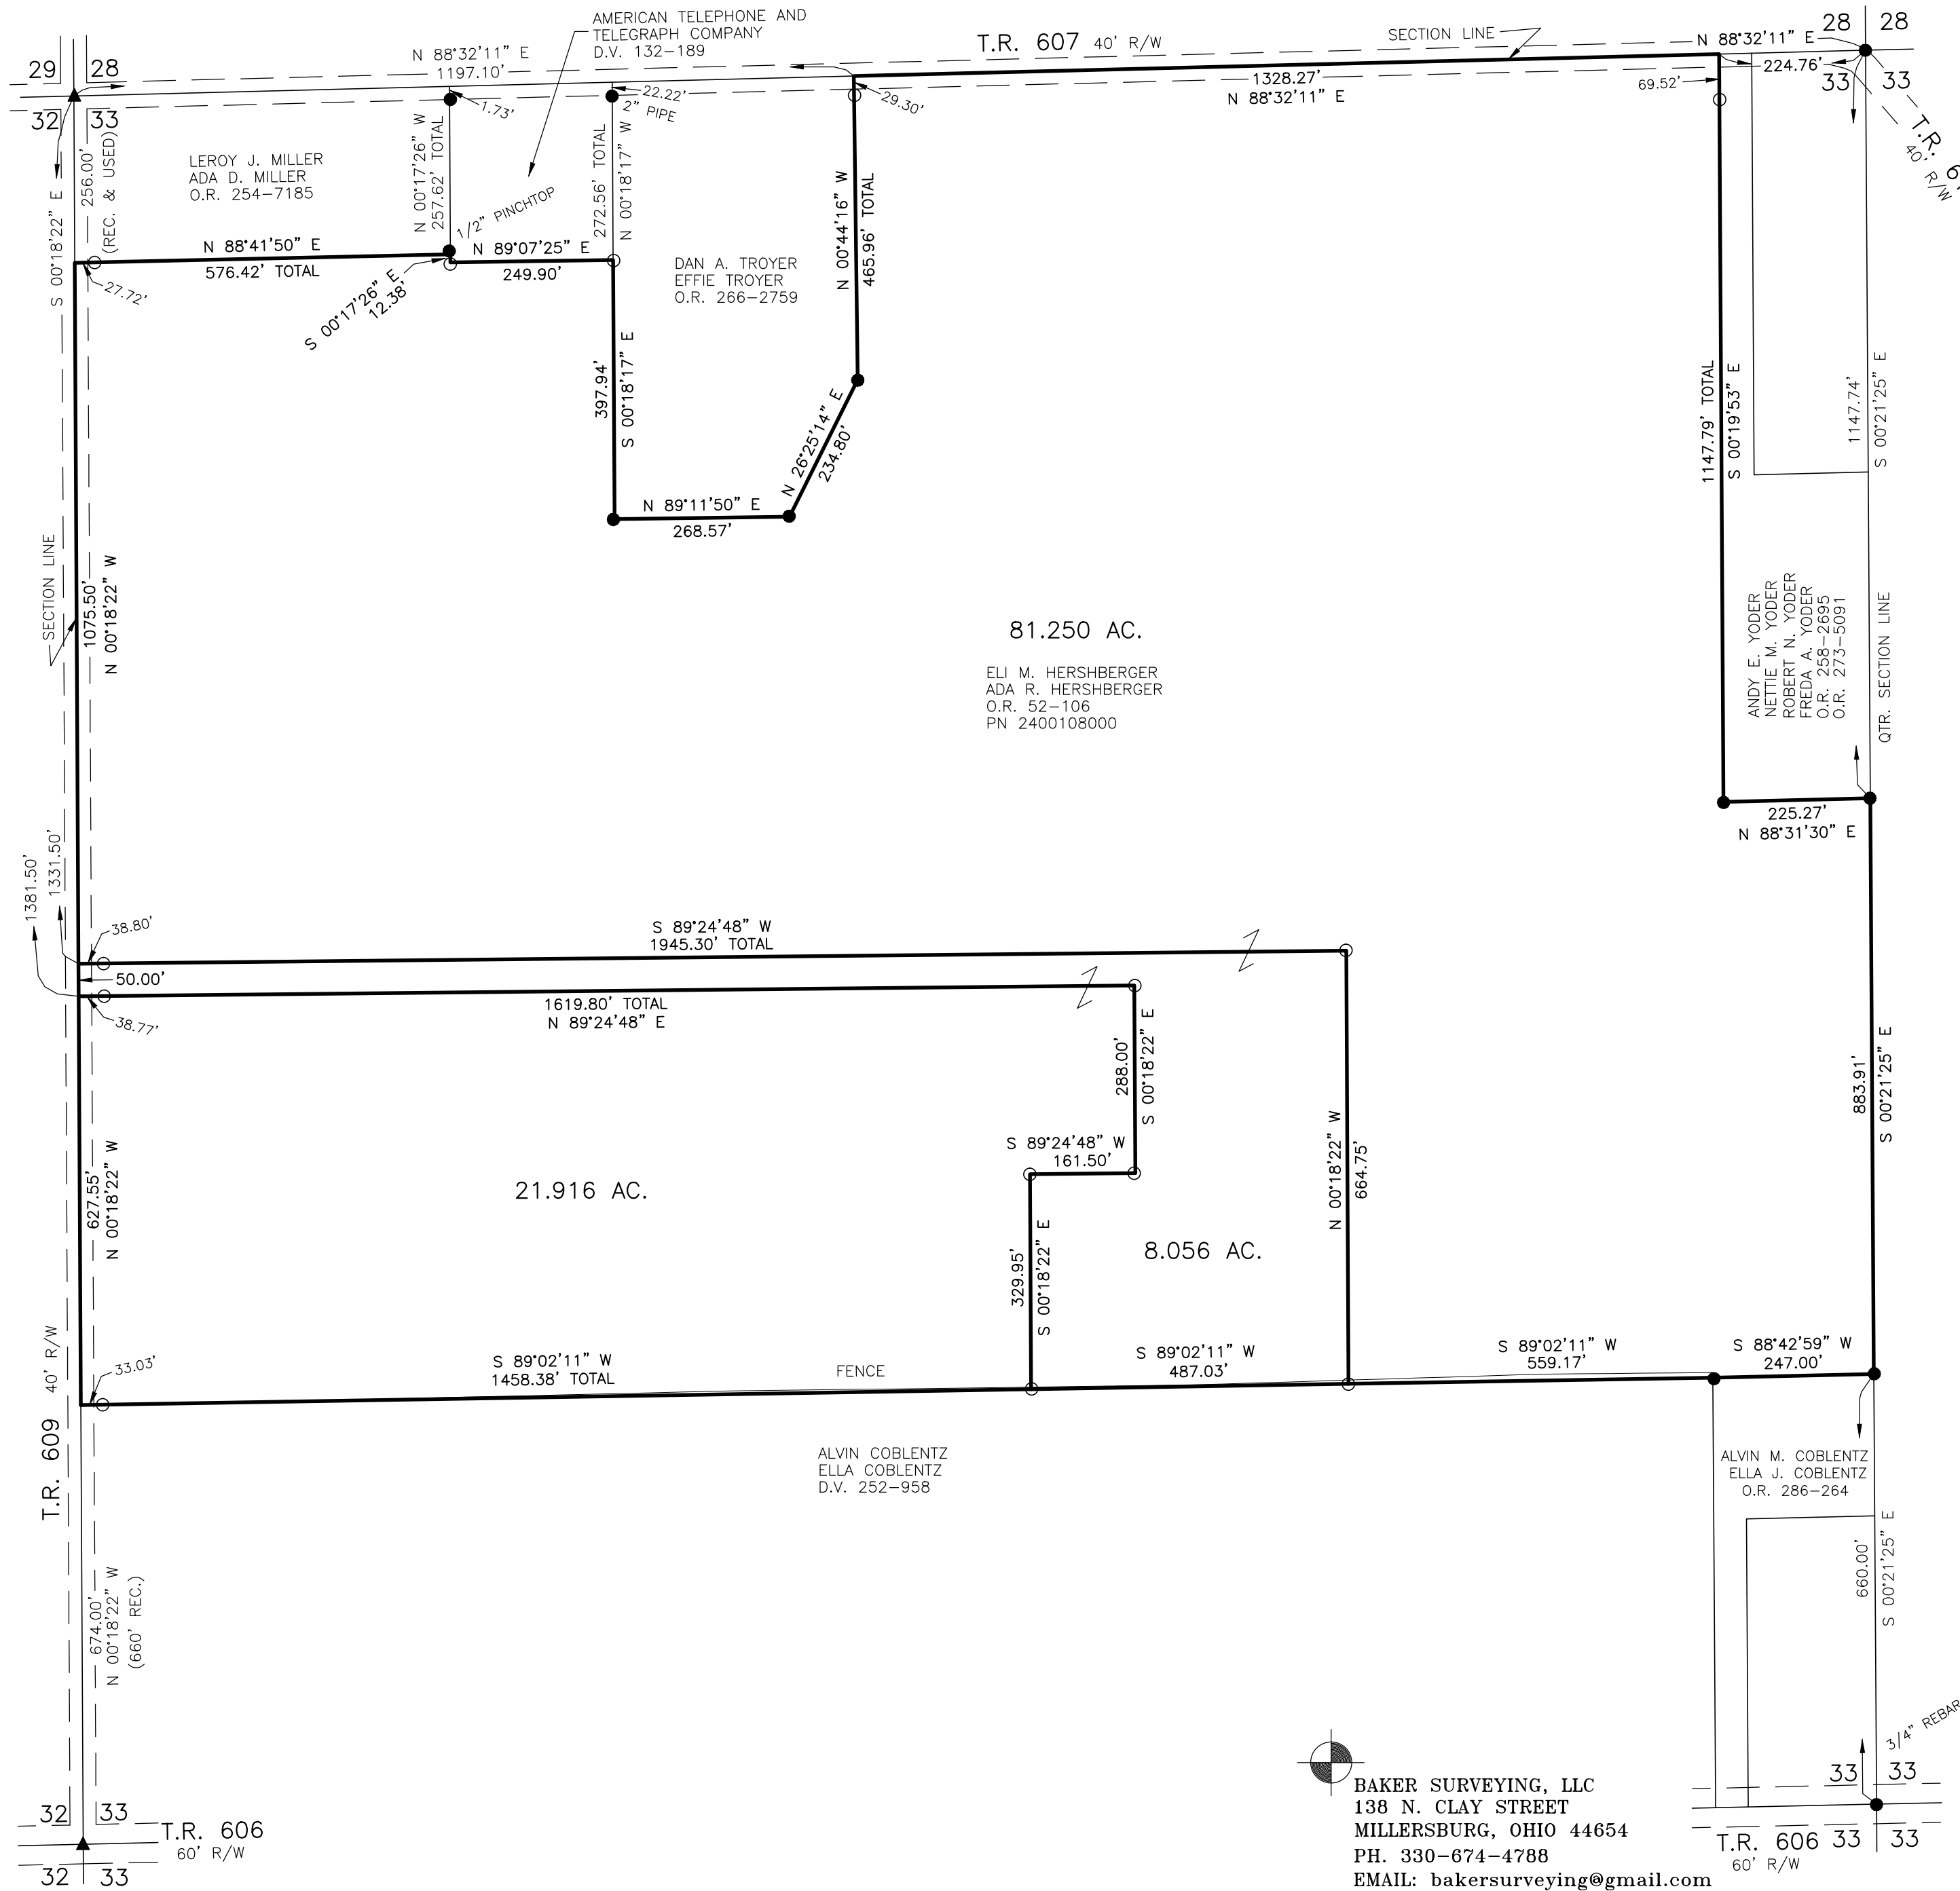 29
28
32
33
N 88°32'11" E
1197.10'
AMERICAN TELEPHONE AND
TELEGRAPH COMPANY
D.V. 132-189
T.R. 607 40' R/W
SECTION LINE
N 88°32'11" E
28
28
224.76'
33
33
69.52'
1328.27'
N 88°32'11" E
22.22'
2" PIPE
1.73'
29.30'
40' R/W
LEROY J. MILLER
ADA D. MILLER
O.R. 254-7185
S 00°18'22" E
256.00'
(REC. & USED)
N 00°17'26" W
257.62' TOTAL
1/2" PINCHTOP
272.56' TOTAL
N 00°18'17" W
N 88°41'50" E
576.42' TOTAL
27.72'
S 00°17'26" E
12.38'
N 89°07'25" E
249.90'
DAN A. TROYER
EFFIE TROYER
O.R. 266-2759
N 00°44'16" W
465.96' TOTAL
397.94'
S 00°18'17" E
N 26°25'14" E
234.80'
N 89°11'50" E
268.57'
1147.79' TOTAL
S 00°19'53" E
1147.74'
S 00°21'25" E
SECTION LINE
1075.50'
N 00°18'22" W
81.250 AC.
ELI M. HERSHBERGER
ADA R. HERSHBERGER
O.R. 52-106
PN 2400108000
ANDY E. YODER
NETTIE M. YODER
ROBERT N. YODER
FREDA A. YODER
O.R. 258-2695
O.R. 273-5091
QTR. SECTION LINE
225.27'
N 88°31'30" E
1381.50'
1331.50'
38.80'
S 89°24'48" W
1945.30' TOTAL
50.00'
38.77'
1619.80' TOTAL
N 89°24'48" E
288.00'
S 00°18'22" E
S 89°24'48" W
161.50'
N 00°18'22" W
664.75'
883.91'
S 00°21'25" E
627.55'
N 00°18'22" W
21.916 AC.
329.95'
S 00°18'22" E
8.056 AC.
33.03'
S 89°02'11" W
1458.38' TOTAL
FENCE
S 89°02'11" W
487.03'
S 89°02'11" W
559.17'
S 88°42'59" W
247.00'
T.R. 609 40' R/W
ALVIN COBLENTZ
ELLA COBLENTZ
D.V. 252-958
ALVIN M. COBLENTZ
ELLA J. COBLENTZ
O.R. 286-264
674.00'
N 00°18'22" W
(660' REC.)
660.00'
S 00°21'25" E
3/4" REBAR
32
33
T.R. 606
60' R/W
32
33
33
33
T.R. 606
33
33
60' R/W
BAKER SURVEYING, LLC
138 N. CLAY STREET
MILLERSBURG, OHIO 44654
PH. 330-674-4788
EMAIL: bakersurveying@gmail.com